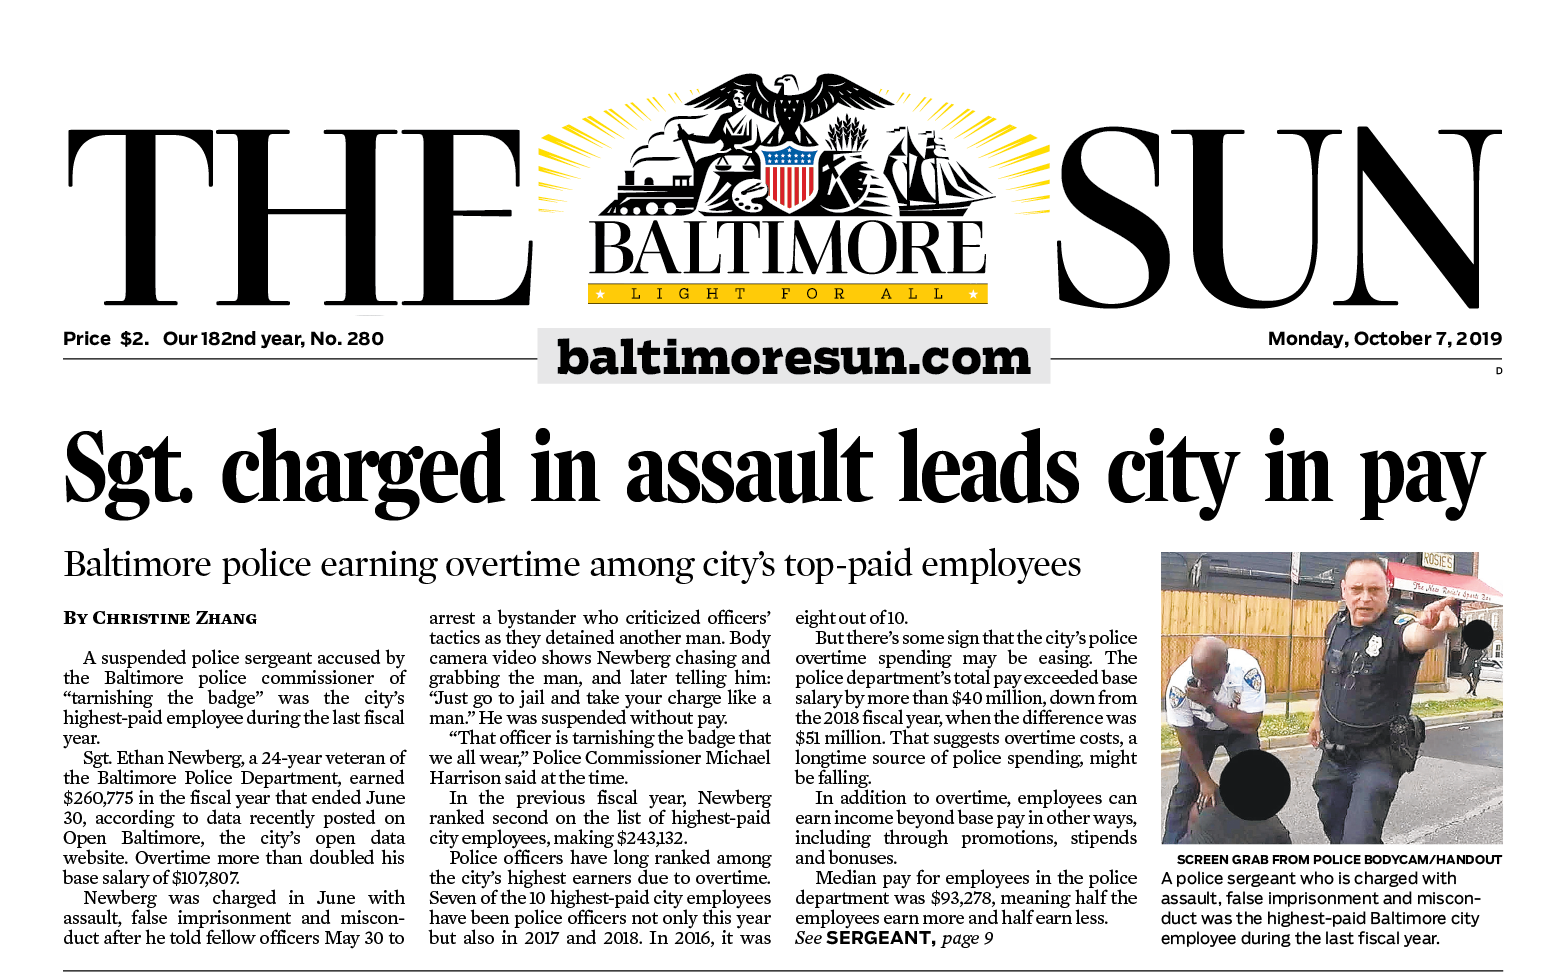 THE
BALTIMORE
LIGHT FOR ALL
SUN
Price $2. Our 182nd year, No. 280
baltimoresun.com
Monday, October 7, 2019
D
Sgt. charged in assault leads city in pay
Baltimore police earning overtime among city's top-paid employees
By Christine Zhang
A suspended police sergeant accused by
the Baltimore police commissioner of
“tarnishing the badge” was the city's
highest-paid employee during the last fiscal
year.
Sgt. Ethan Newberg, a 24-year veteran of
the Baltimore Police Department, earned
$260,775 in the fiscal year that ended June
30, according to data recently posted on
Open Baltimore, the city's open data
website. Overtime more than doubled his
base salary of $107,807.
Newberg was charged in June with
assault, false imprisonment and miscon-
duct after he told fellow officers May 30 to
arrest a bystander who criticized officers'
tactics as they detained another man. Body
camera video shows Newberg chasing and
grabbing the man, and later telling him:
“Just go to jail and take your charge like a
man.” He was suspended without pay.
“That officer is tarnishing the badge that
we all wear,” Police Commissioner Michael
Harrison said at the time.
In the previous fiscal year, Newberg
ranked second on the list of highest-paid
city employees, making $243,132.
Police officers have long ranked among
the city's highest earners due to overtime.
Seven of the 10 highest-paid city employees
have been police officers not only this year
but also in 2017 and 2018. In 2016, it was
eight out of 10.
But there's some sign that the city's police
overtime spending may be easing. The
police department's total pay exceeded base
salary by more than $40 million, down from
the 2018 fiscal year, when the difference was
$51 million. That suggests overtime costs, a
longtime source of police spending, might
be falling.
In addition to overtime, employees can
earn income beyond base pay in other ways,
including through promotions, stipends
and bonuses.
Median pay for employees in the police
department was $93,278, meaning half the
employees earn more and half earn less.
See SERGEANT, page 9
ROSIE'S
The New Rosie's Sports Bar
SCREEN GRAB FROM POLICE BODYCAM/HANDOUT
A police sergeant who is charged with
assault, false imprisonment and miscon-
duct was the highest-paid Baltimore city
employee during the last fiscal year.